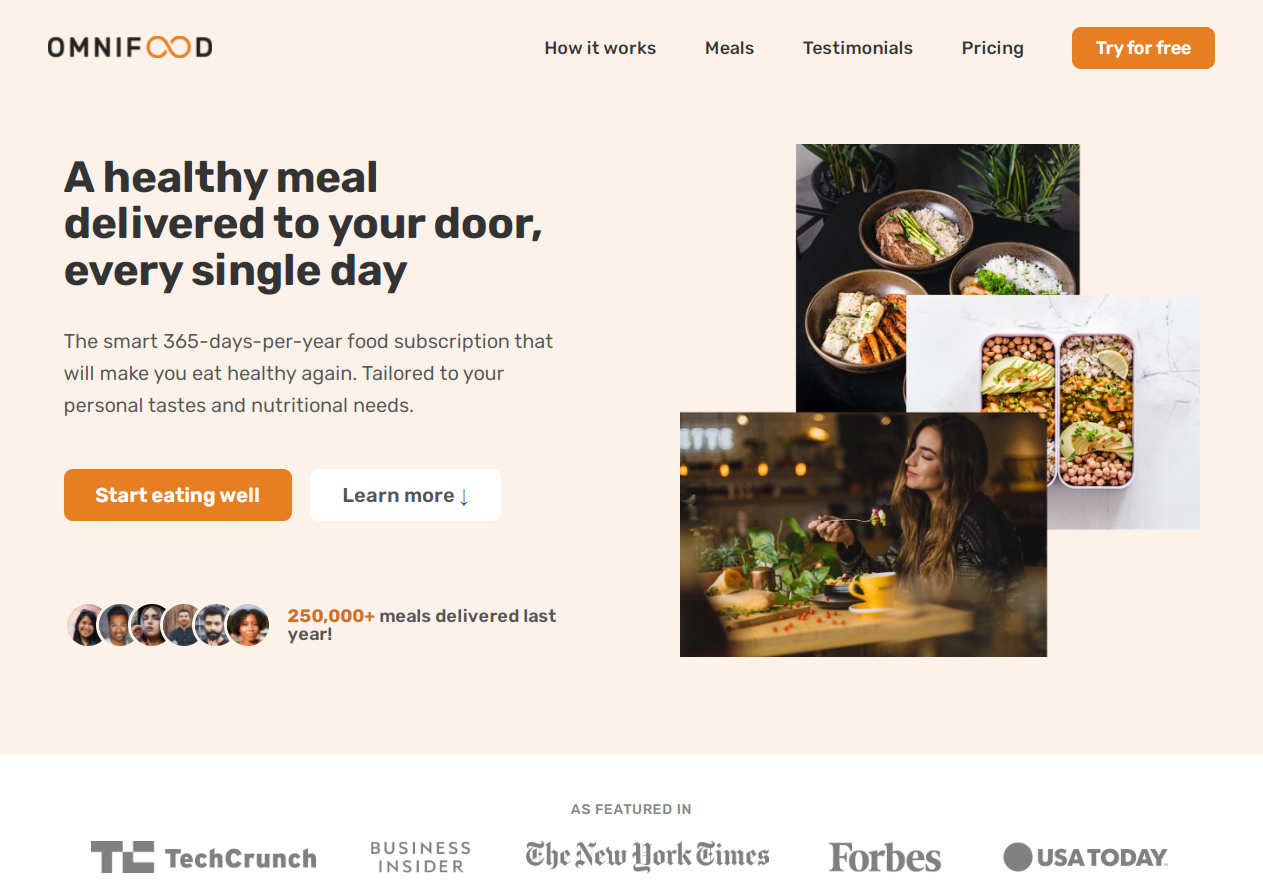 OMNIFOOD
How it works
Meals
Testimonials
Pricing
Try for free
A healthy meal
delivered to your door,
every single day
The smart 365-days-per-year food subscription that
will make you eat healthy again. Tailored to your
personal tastes and nutritional needs.
Start eating well
Learn more ↓
250,000+ meals delivered last
year!
AS FEATURED IN
TC TechCrunch
BUSINESS
INSIDER
The New York Times
Forbes
USA TODAY